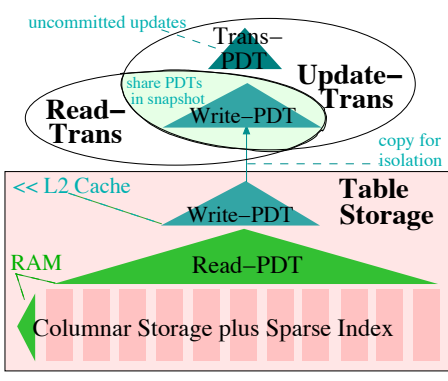 uncommitted updates
Trans–
PDT
share PDTs
in snapshot
Update–
Trans
Read–
Trans
Write–PDT
copy for
isolation
<< L2 Cache
Table
Storage
Write–PDT
RAM
Read–PDT
Columnar Storage plus Sparse Index